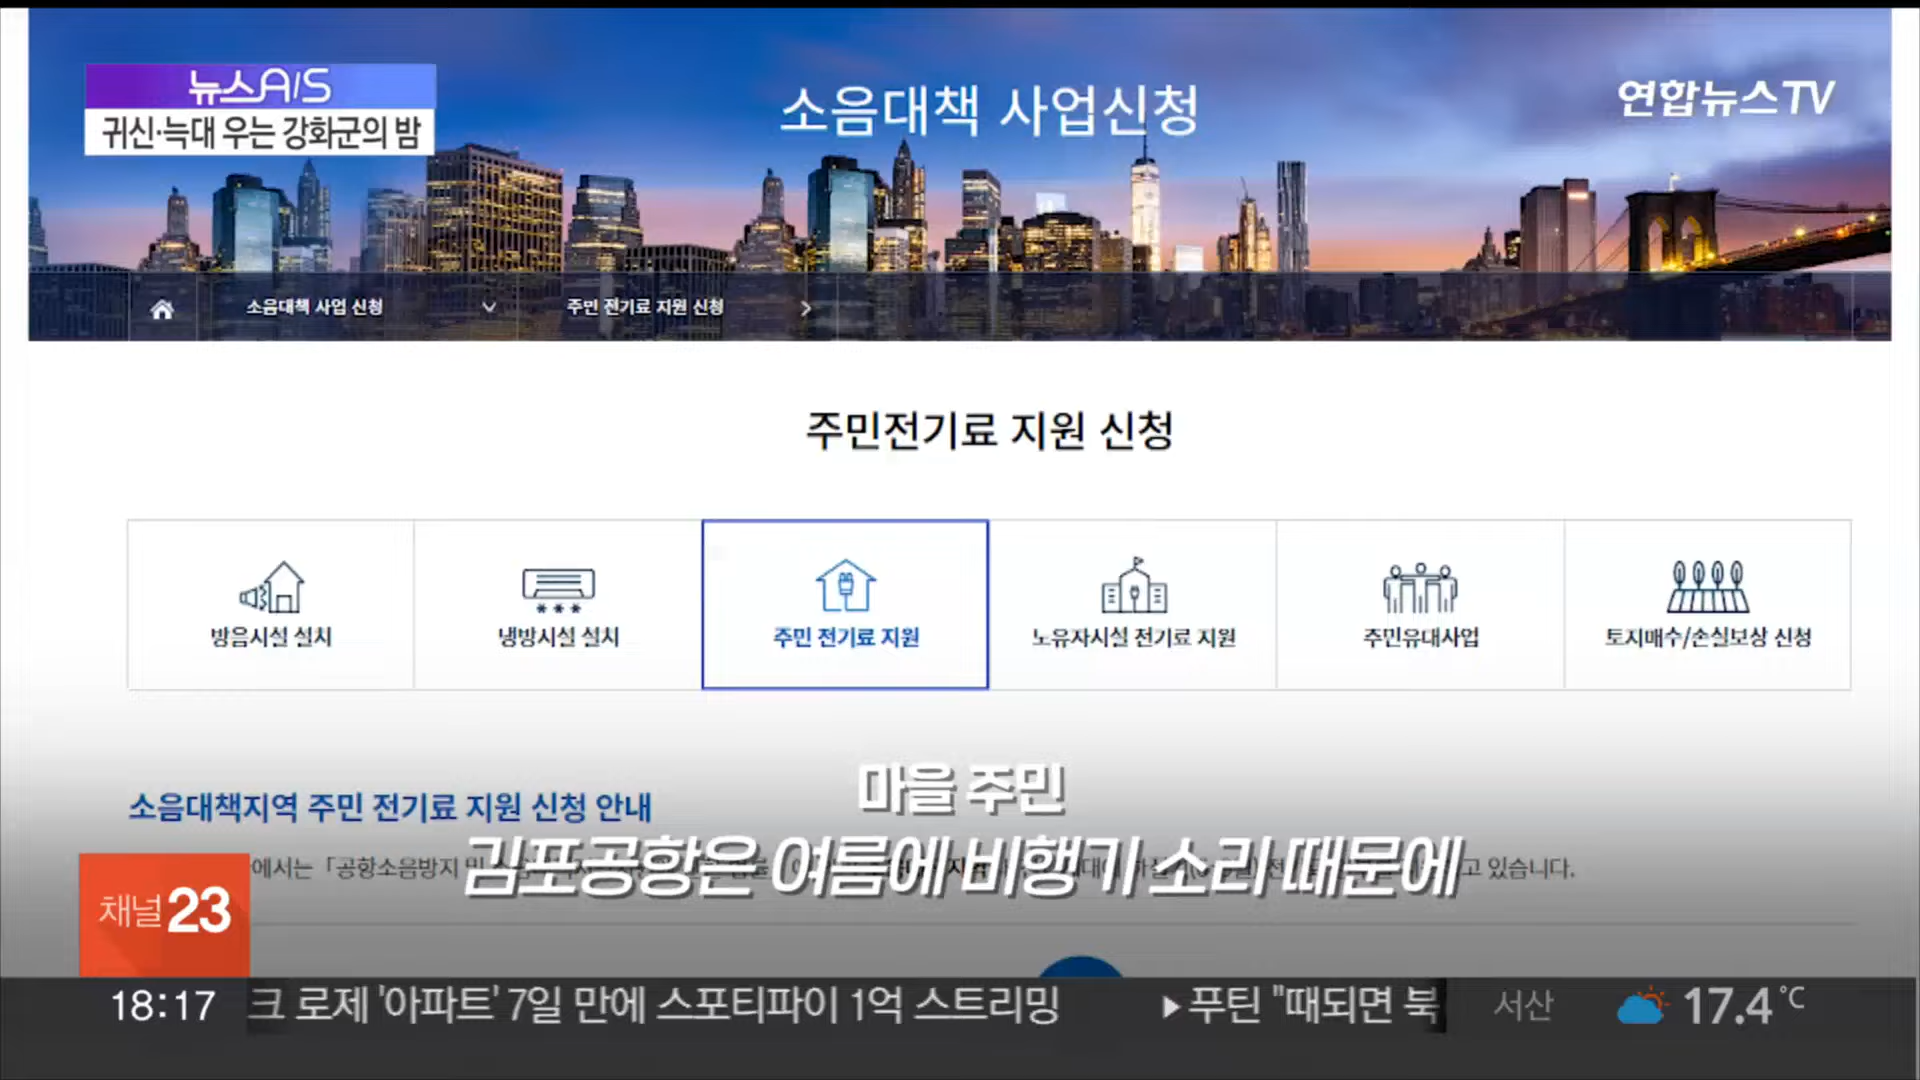 뉴스A/S
귀신·늑대 우는 강화군의 밤
소음대책 사업신청
연합뉴스TV
소음대책 사업 신청
주민 전기료 지원 신청
주민전기료 지원 신청
방음시설 설치
냉방시설 설치
주민 전기료 지원
노유자시설 전기료 지원
주민유대사업
토지매수/손실보상 신청
소음대책지역 주민 전기료 지원 신청 안내
에서는「공항소음방지 및
고 있습니다.
마을 주민
김포공항은 여름에 비행기 소리 때문에
채널 23
18:17
크 로제 '아파트' 7일 만에 스포티파이 1억 스트리밍 ▶푸틴 "때되면 북
서산
17.4℃